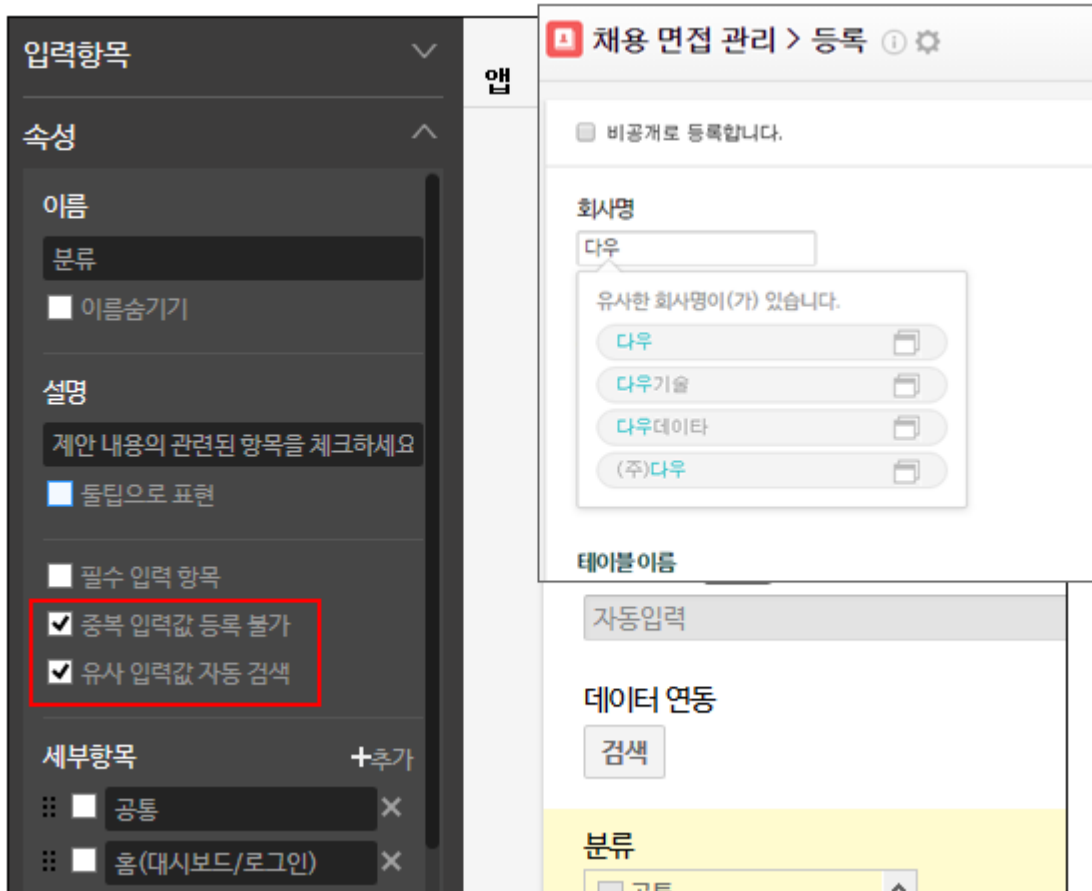 입력항목
속성
이름
분류
이름숨기기
설명
제안 내용의 관련된 항목을 체크하세요
툴팁으로 표현
필수 입력 항목
중복 입력값 등록 불가
유사 입력값 자동 검색
세부항목
+추가
공통
홈(대시보드/로그인)
앱
채용 면접 관리 > 등록
비공개로 등록합니다.
회사명
다우
유사한 회사명이(가) 있습니다.
다우
다우기술
다우데이타
(주)다우
테이블이름
자동입력
데이터 연동
검색
분류
공통